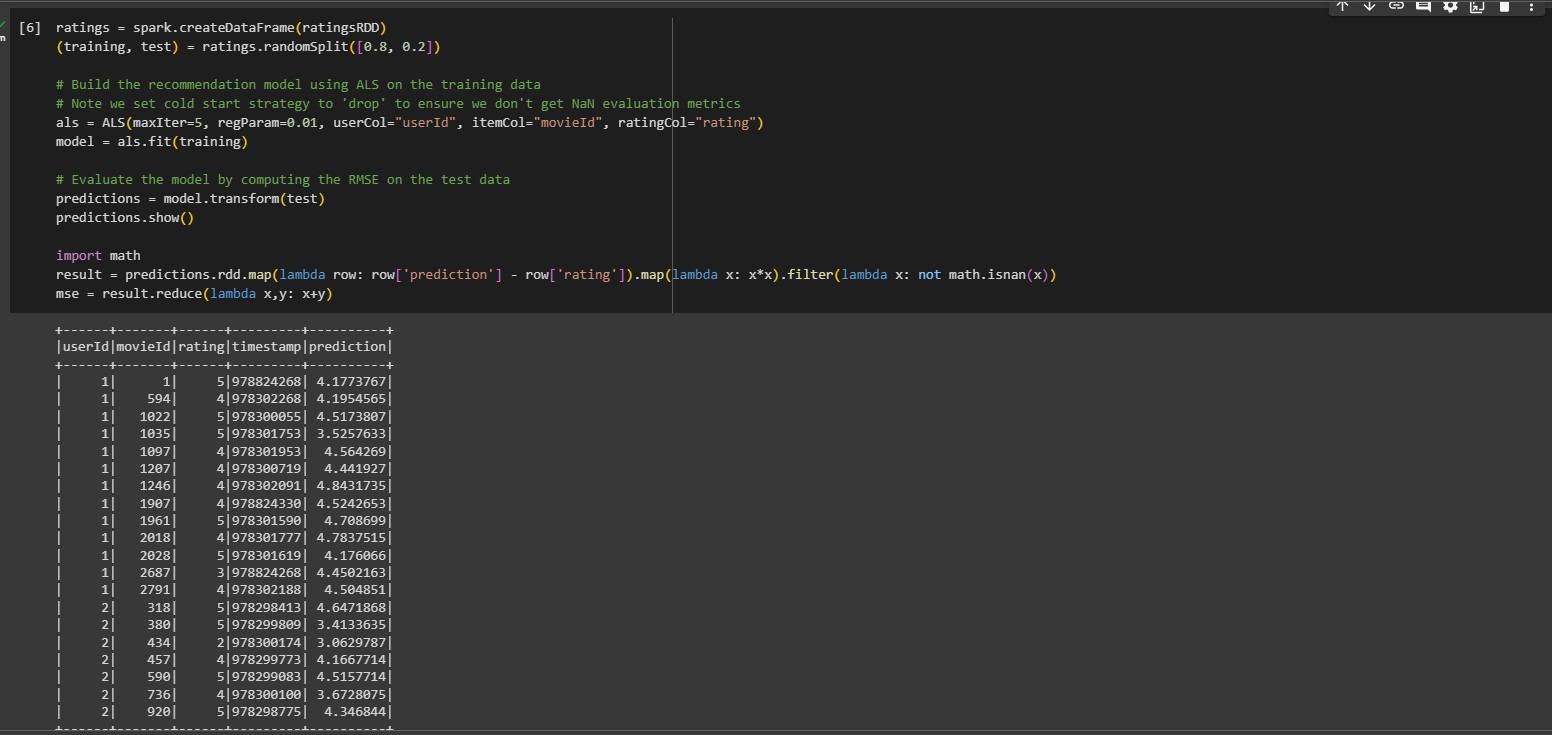 [6] ratings = spark.createDataFrame(ratingsRDD)
(training, test) = ratings.randomSplit([0.8, 0.2])
# Build the recommendation model using ALS on the training data
# Note we set cold start strategy to 'drop' to ensure we don't get NaN evaluation metrics
als = ALS(maxIter=5, regParam=0.01, userCol="userId", itemCol="movieId", ratingCol="rating")
model = als.fit(training)
# Evaluate the model by computing the RMSE on the test data
predictions = model.transform(test)
predictions.show()
import math
result = predictions.rdd.map(lambda row: row['prediction'] - row['rating']).map(lambda x: x*x).filter(lambda x: not math.isnan(x))
mse = result.reduce(lambda x,y: x+y)
+------+-------+------+---------+----------+
|userId|movieId|rating|timestamp|prediction|
+------+-------+------+---------+----------+
|     1|      1|     5|978824268| 4.1773767|
|     1|    594|     4|978302268| 4.1954565|
|     1|   1022|     5|978300055| 4.5173807|
|     1|   1035|     5|978301753| 3.5257633|
|     1|   1097|     4|978301953|  4.564269|
|     1|   1207|     4|978300719|  4.441927|
|     1|   1246|     4|978302091| 4.8431735|
|     1|   1907|     4|978824330| 4.5242653|
|     1|   1961|     5|978301590|  4.708699|
|     1|   2018|     4|978301777| 4.7837515|
|     1|   2028|     5|978301619|  4.176066|
|     1|   2687|     3|978824268| 4.4502163|
|     1|   2791|     4|978302188|  4.504851|
|     2|    318|     5|978298413| 4.6471868|
|     2|    380|     5|978299809| 3.4133635|
|     2|    434|     2|978300174| 3.0629787|
|     2|    457|     4|978299773| 4.1667714|
|     2|    590|     5|978299083| 4.5157714|
|     2|    736|     4|978300100| 3.6728075|
|     2|    920|     5|978298775|  4.346844|
+------+-------+------+---------+----------+